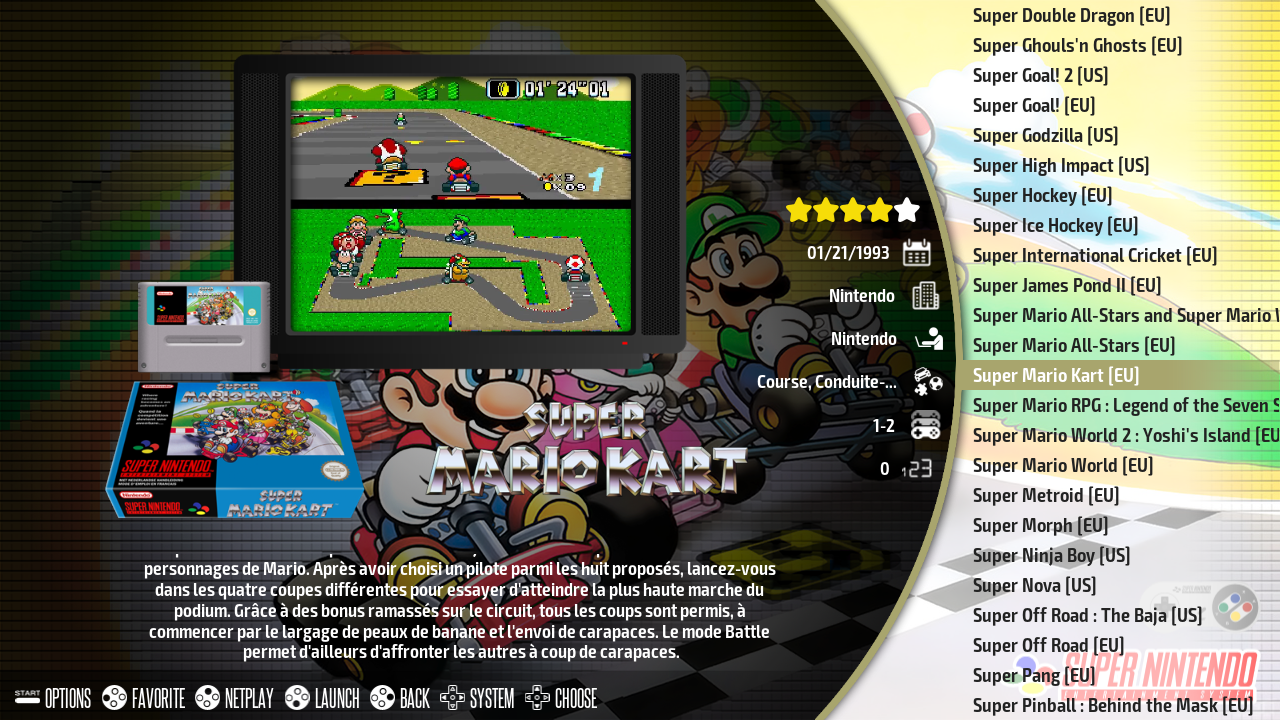 01' 24"01
×3
×09
1
01/21/1993
Nintendo
Nintendo
Course, Conduite-...
1-2
0
123
SUPER
MARIO KART
SUPER
MARIO KART
SUPER NINTENDO
SUPER
MARIO KART
personnages de Mario. Après avoir choisi un pilote parmi les huit proposés, lancez-vous
dans les quatre coupes différentes pour essayer d'atteindre la plus haute marche du
podium. Grâce à des bonus ramassés sur le circuit, tous les coups sont permis, à
commencer par le largage de peaux de banane et l'envoi de carapaces. Le mode Battle
permet d'ailleurs d'affronter les autres à coup de carapaces.
START OPTIONS FAVORITE NETPLAY LAUNCH BACK SYSTEM CHOOSE
Super Double Dragon [EU]
Super Ghouls'n Ghosts [EU]
Super Goal! 2 [US]
Super Goal! [EU]
Super Godzilla [US]
Super High Impact [US]
Super Hockey [EU]
Super Ice Hockey [EU]
Super International Cricket [EU]
Super James Pond II [EU]
Super Mario All-Stars and Super Mario
Super Mario All-Stars [EU]
Super Mario Kart [EU]
Super Mario RPG : Legend of the Seven
Super Mario World 2 : Yoshi's Island [EU
Super Mario World [EU]
Super Metroid [EU]
Super Morph [EU]
Super Ninja Boy [US]
Super Nova [US]
Super Off Road : The Baja [US]
Super Off Road [EU]
Super Pang [EU]
Super Pinball : Behind the Mask [EU]
SUPER NINTENDO